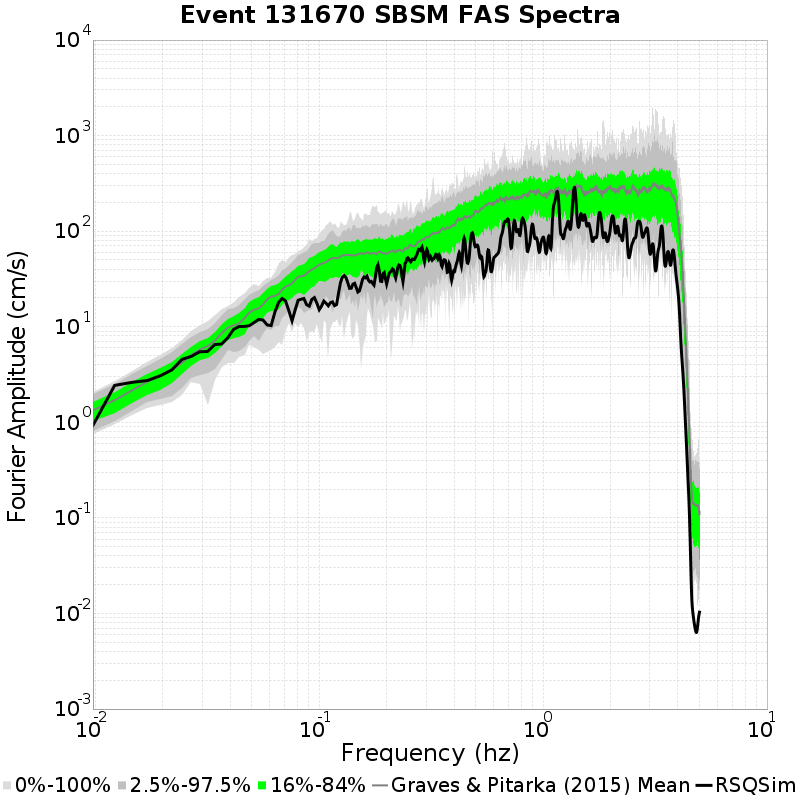 Event 131670 SBSM FAS Spectra
10^4
10^3
10^2
10^1
10^0
10^-1
10^-2
10^-3
Fourier Amplitude (cm/s)
10^-2 10^-1 10^0 10^1
Frequency (hz)
0%-100% 2.5%-97.5% 16%-84% Graves & Pitarka (2015) Mean RSQSim